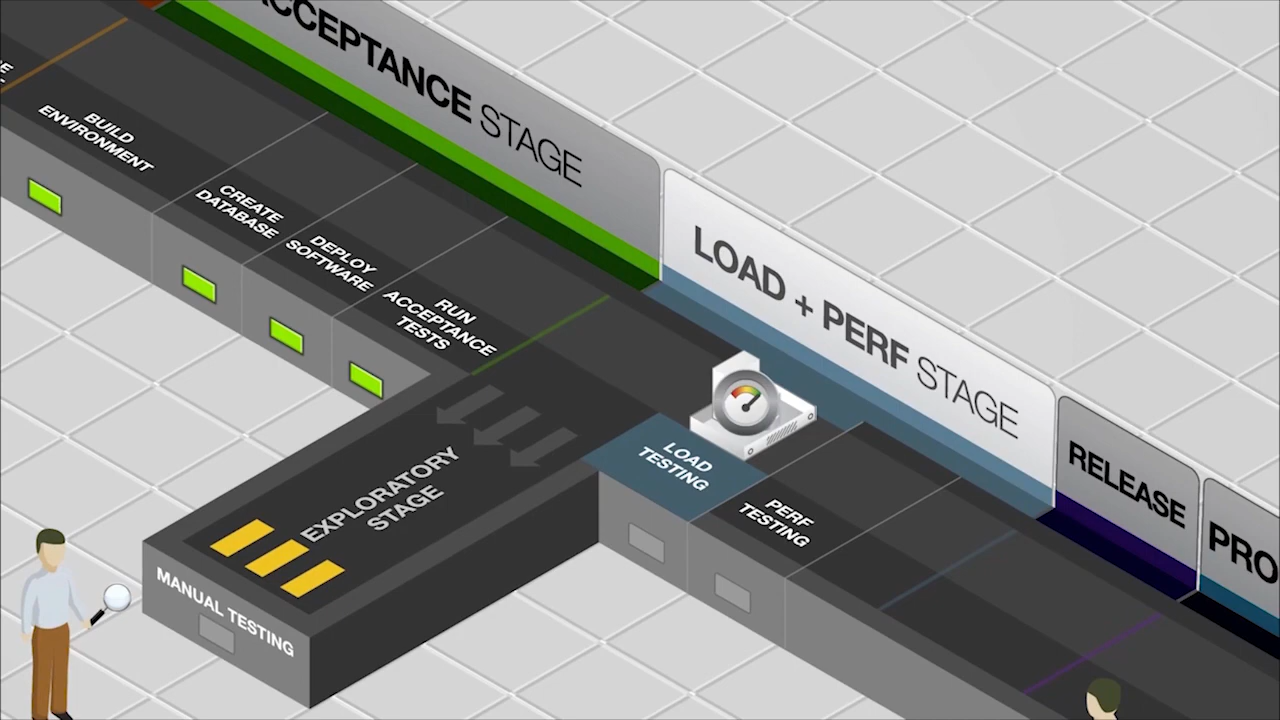 ACCEPTANCE STAGE
BUILD
ENVIRONMENT
CREATE
DATABASE
DEPLOY
SOFTWARE
RUN
ACCEPTANCE
TESTS
LOAD + PERF STAGE
LOAD
TESTING
PERF
TESTING
RELEASE
PRO
EXPLORATORY
STAGE
MANUAL TESTING